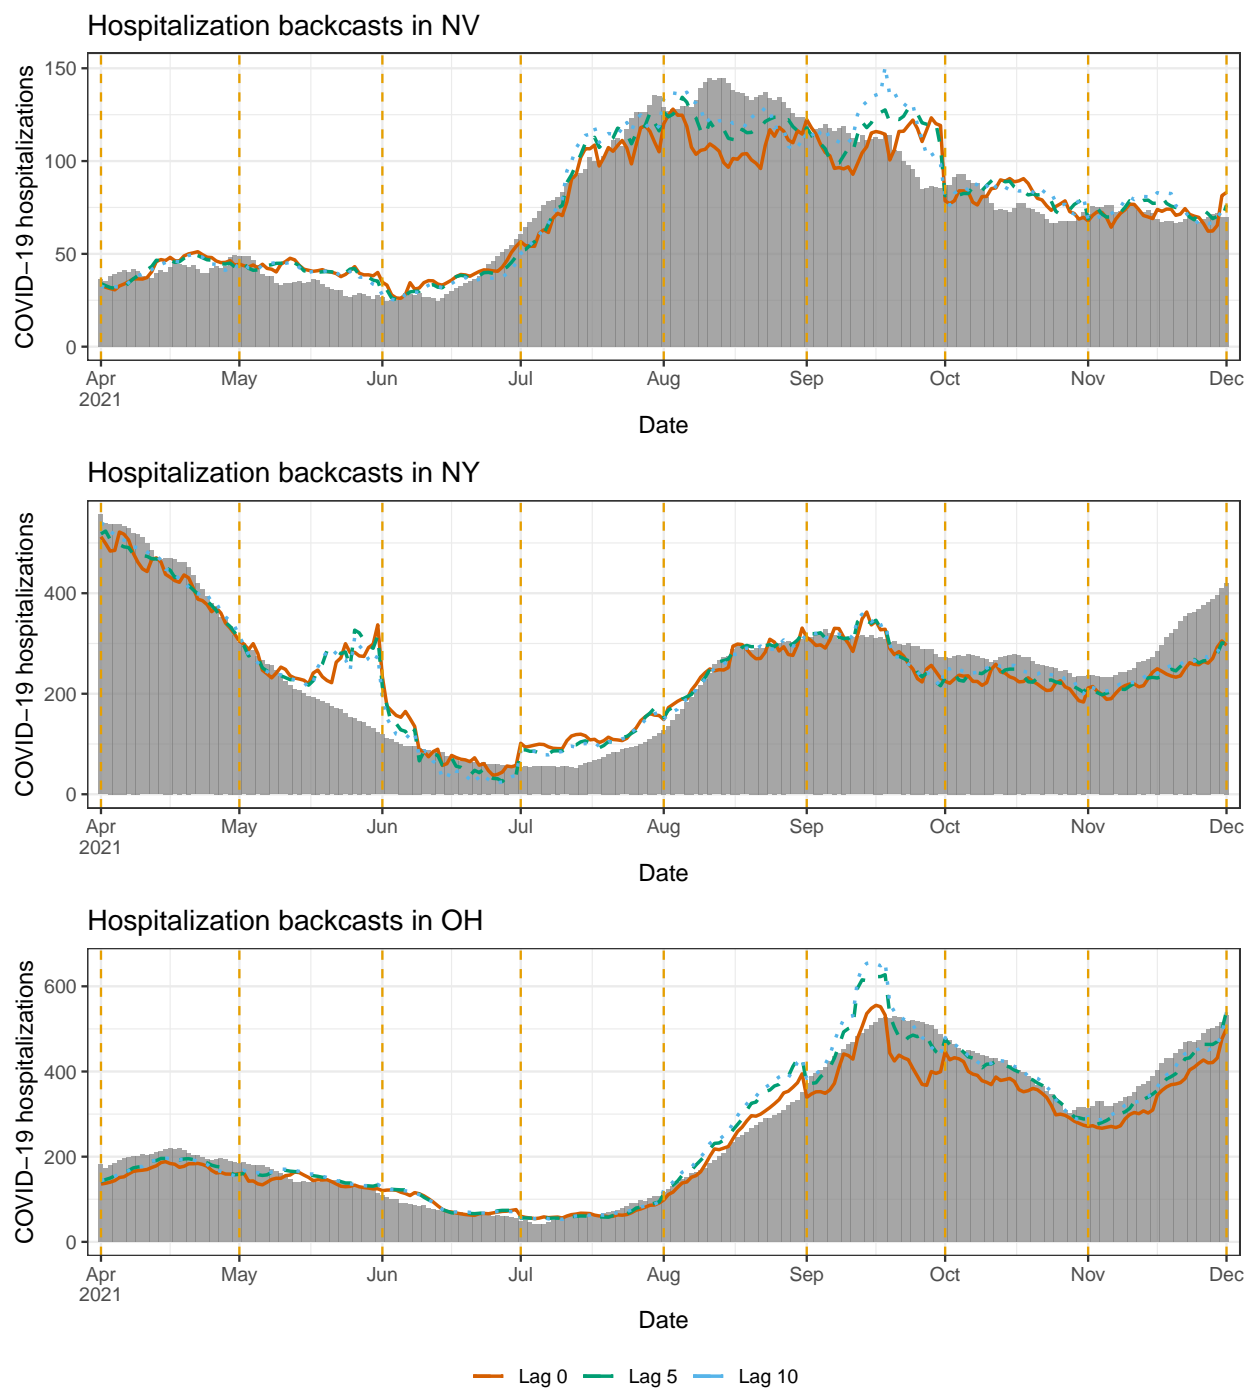 Hospitalization backcasts in NV
COVID−19 hospitalizations
150
100
50
0
Apr
2021
May
Jun
Jul
Aug
Sep
Oct
Nov
Dec
Date
Hospitalization backcasts in NY
COVID−19 hospitalizations
400
200
0
Apr
2021
May
Jun
Jul
Aug
Sep
Oct
Nov
Dec
Date
Hospitalization backcasts in OH
COVID−19 hospitalizations
600
400
200
0
Apr
2021
May
Jun
Jul
Aug
Sep
Oct
Nov
Dec
Date
Lag 0 Lag 5 Lag 10